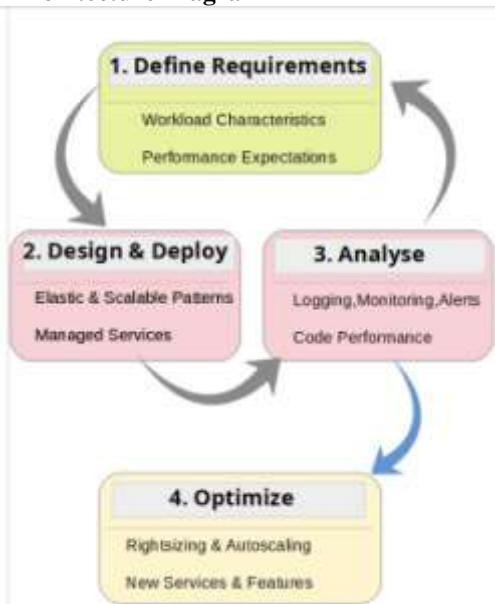 1. Define Requirements
Workload Characteristics
Performance Expectations
2. Design & Deploy
Elastic & Scalable Patterns
Managed Services
3. Analyse
Logging,Monitoring,Alerts
Code Performance
4. Optimize
Rightsizing & Autoscaling
New Services & Features